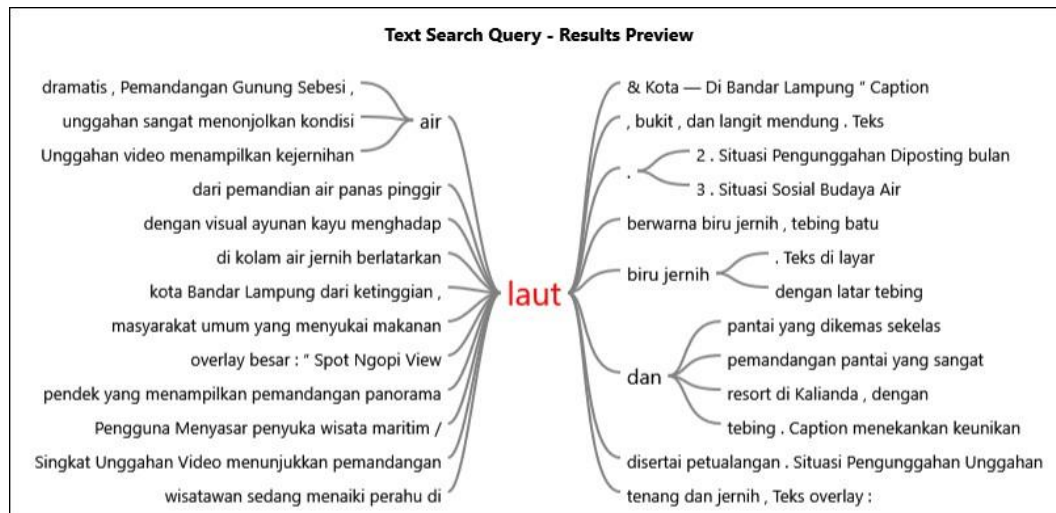 Text Search Query - Results Preview
dramatis , Pemandangan Gunung Sebesi ,
unggahan sangat menonjolkan kondisi
Unggahan video menampilkan kejernihan
air
dari pemandian air panas pinggir
dengan visual ayunan kayu menghadap
di kolam air jernih berlatarkan
kota Bandar Lampung dari ketinggian ,
masyarakat umum yang menyukai makanan
overlay besar : " Spot Ngopi View
pendek yang menampilkan pemandangan panorama
Pengguna Menyasar penyuka wisata maritim /
Singkat Unggahan Video menunjukkan pemandangan
wisatawan sedang menaiki perahu di
laut
& Kota — Di Bandar Lampung " Caption
, bukit , dan langit mendung . Teks
.
2 . Situasi Pengunggahan Diposting bulan
3 . Situasi Sosial Budaya Air
berwarna biru jernih , tebing batu
biru jernih
. Teks di layar
dengan latar tebing
dan
pantai yang dikemas sekelas
pemandangan pantai yang sangat
resort di Kalianda , dengan
tebing . Caption menekankan keunikan
disertai petualangan . Situasi Pengunggahan Unggahan
tenang dan jernih , Teks overlay :